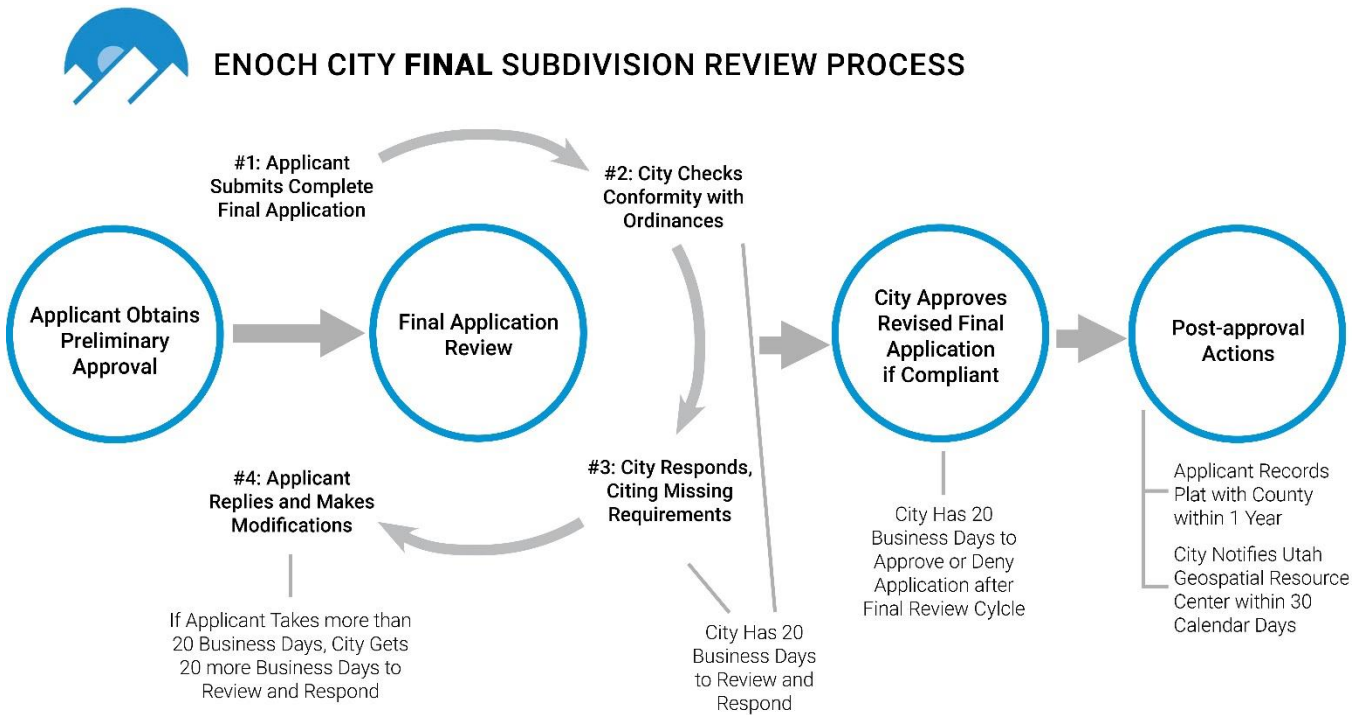 ENOCH CITY FINAL SUBDIVISION REVIEW PROCESS
#1: Applicant
Submits Complete
Final Application
#2: City Checks
Conformity with
Ordinances
Applicant Obtains
Preliminary
Approval
Final Application
Review
City Approves
Revised Final
Application
if Compliant
Post-approval
Actions
#4: Applicant
Replies and Makes
Modifications
#3: City Responds,
Citing Missing
Requirements
If Applicant Takes more than
20 Business Days, City Gets
20 more Business Days to
Review and Respond
City Has 20
Business Days
to Review and
Respond
City Has 20
Business Days to
Approve or Deny
Application after
Final Review Cylcle
Applicant Records
Plat with County
within 1 Year
City Notifies Utah
Geospatial Resource
Center within 30
Calendar Days